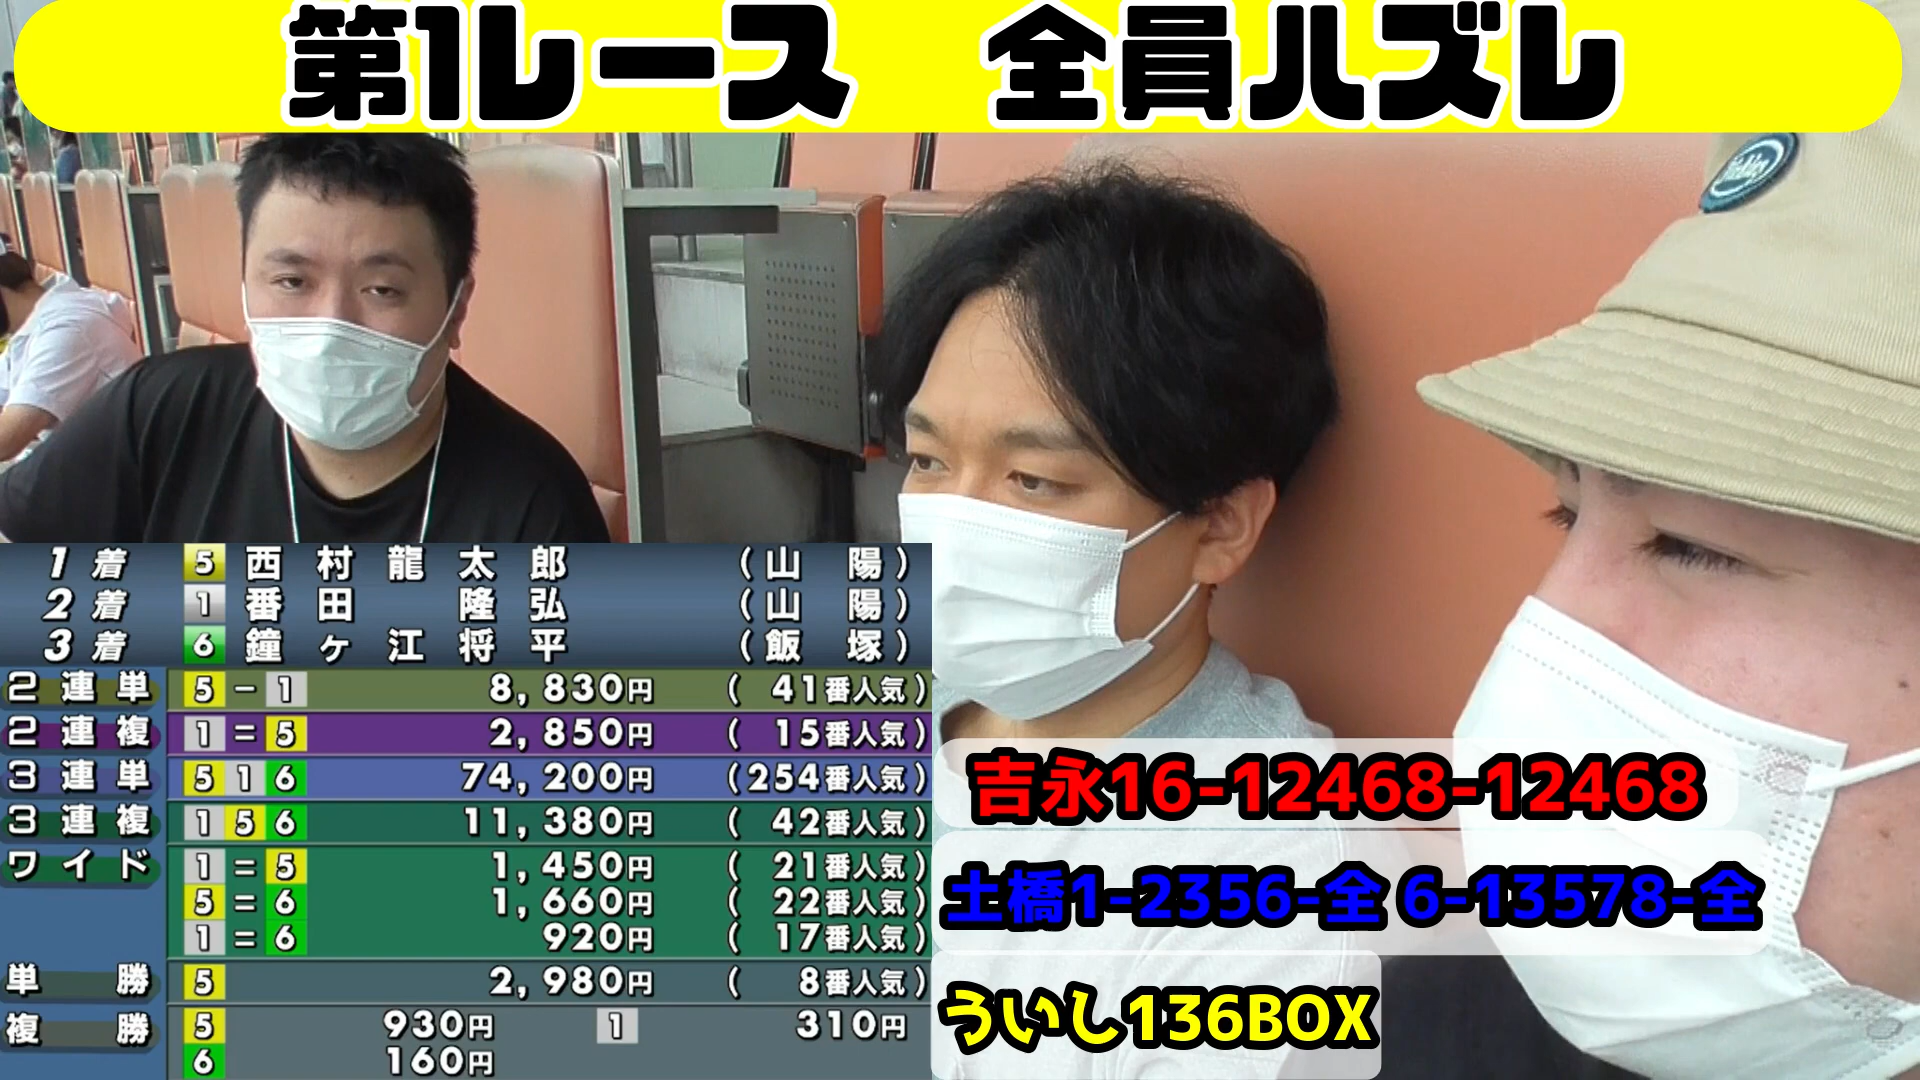 第1レース 全員ハズレ
1着 5 西村龍太郎 (山陽)
2着 1 番田隆弘 (山陽)
3着 6 鐘ヶ江将平 (飯塚)
2連単 5-1 8,830円 (41番人気)
2連複 1=5 2,850円 (15番人気)
3連単 5 1 6 74,200円 (254番人気)
3連複 1 5 6 11,380円 (42番人気)
ワイド 1=5 1,450円 (21番人気)
5=6 1,660円 (22番人気)
1=6 920円 (17番人気)
単勝 5 2,980円 (8番人気)
複勝 5 930円 1 310円
6 160円
吉永16-12468-12468
土橋1-2356-全 6-13578-全
ういし136BOX